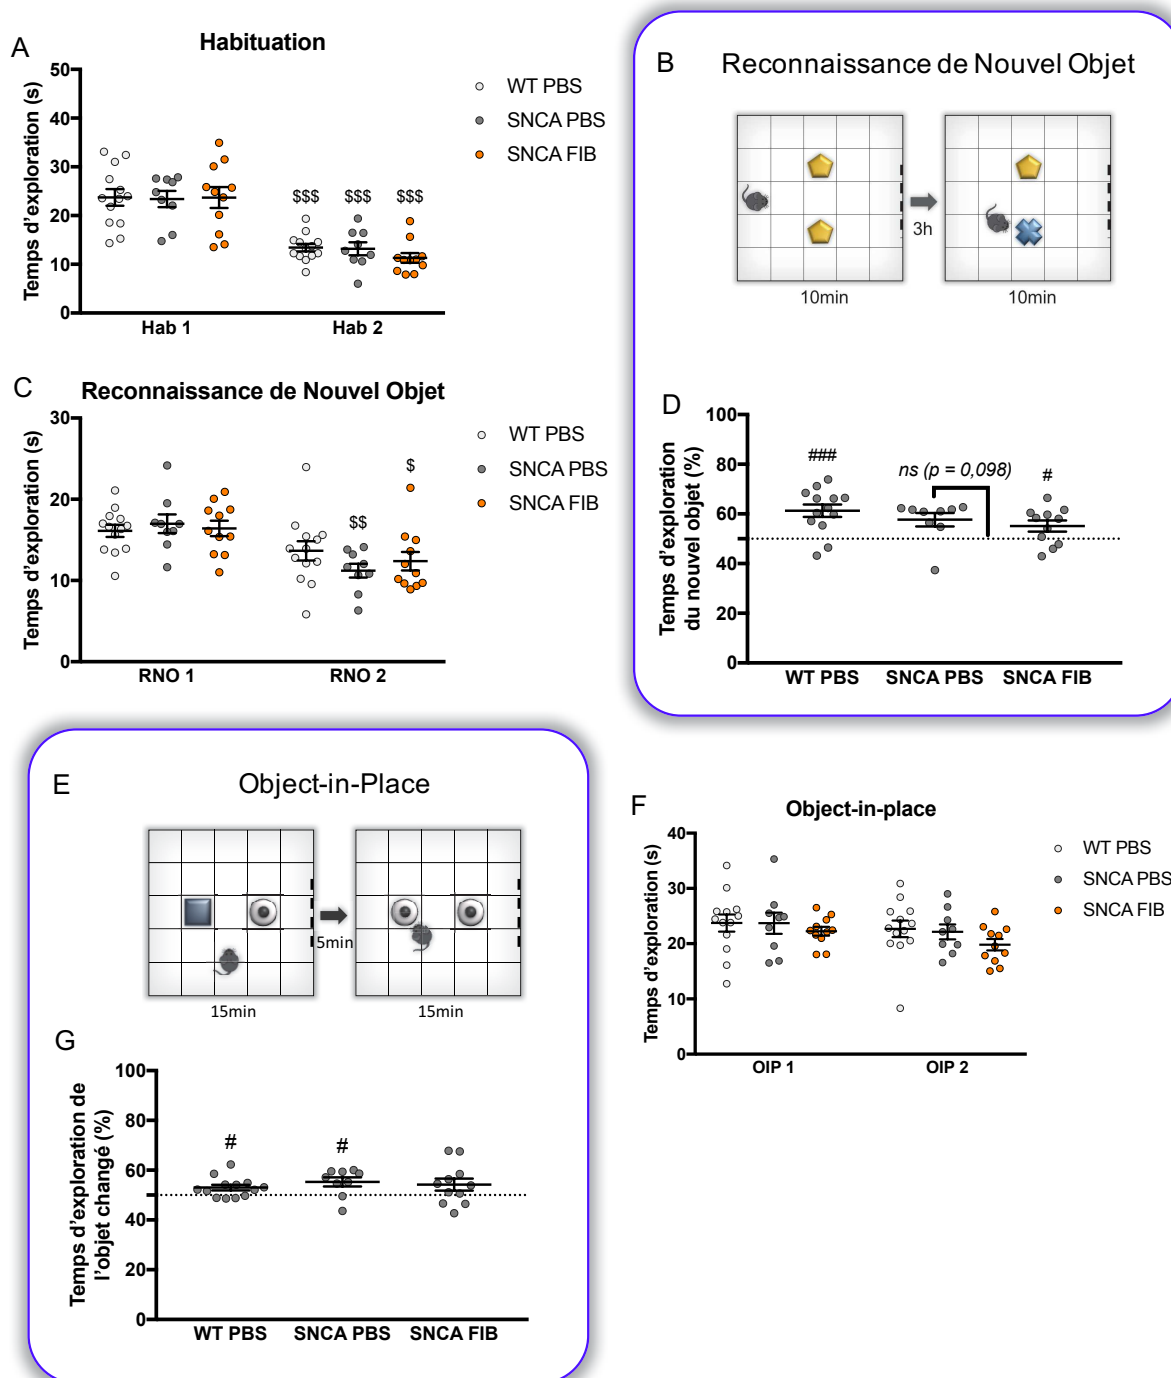 A
Habituation
Temps d'exploration (s)
50
40
30
20
10
0
$$$
$$$
$$$
Hab 1
Hab 2
WT PBS
SNCA PBS
SNCA FIB
B
Reconnaissance de Nouvel Objet
3h
10min
10min
C
Reconnaissance de Nouvel Objet
Temps d'exploration (s)
30
20
10
0
$$
$
RNO 1
RNO 2
WT PBS
SNCA PBS
SNCA FIB
D
Temps d'exploration
du nouvel objet (%)
100
80
60
40
20
0
###
ns (p = 0,098)
#
WT PBS
SNCA PBS
SNCA FIB
E
Object-in-Place
5min
15min
15min
F
Object-in-place
Temps d'exploration (s)
40
30
20
10
0
OIP 1
OIP 2
WT PBS
SNCA PBS
SNCA FIB
G
Temps d'exploration de
l'objet changé (%)
100
80
60
40
20
0
#
#
WT PBS
SNCA PBS
SNCA FIB